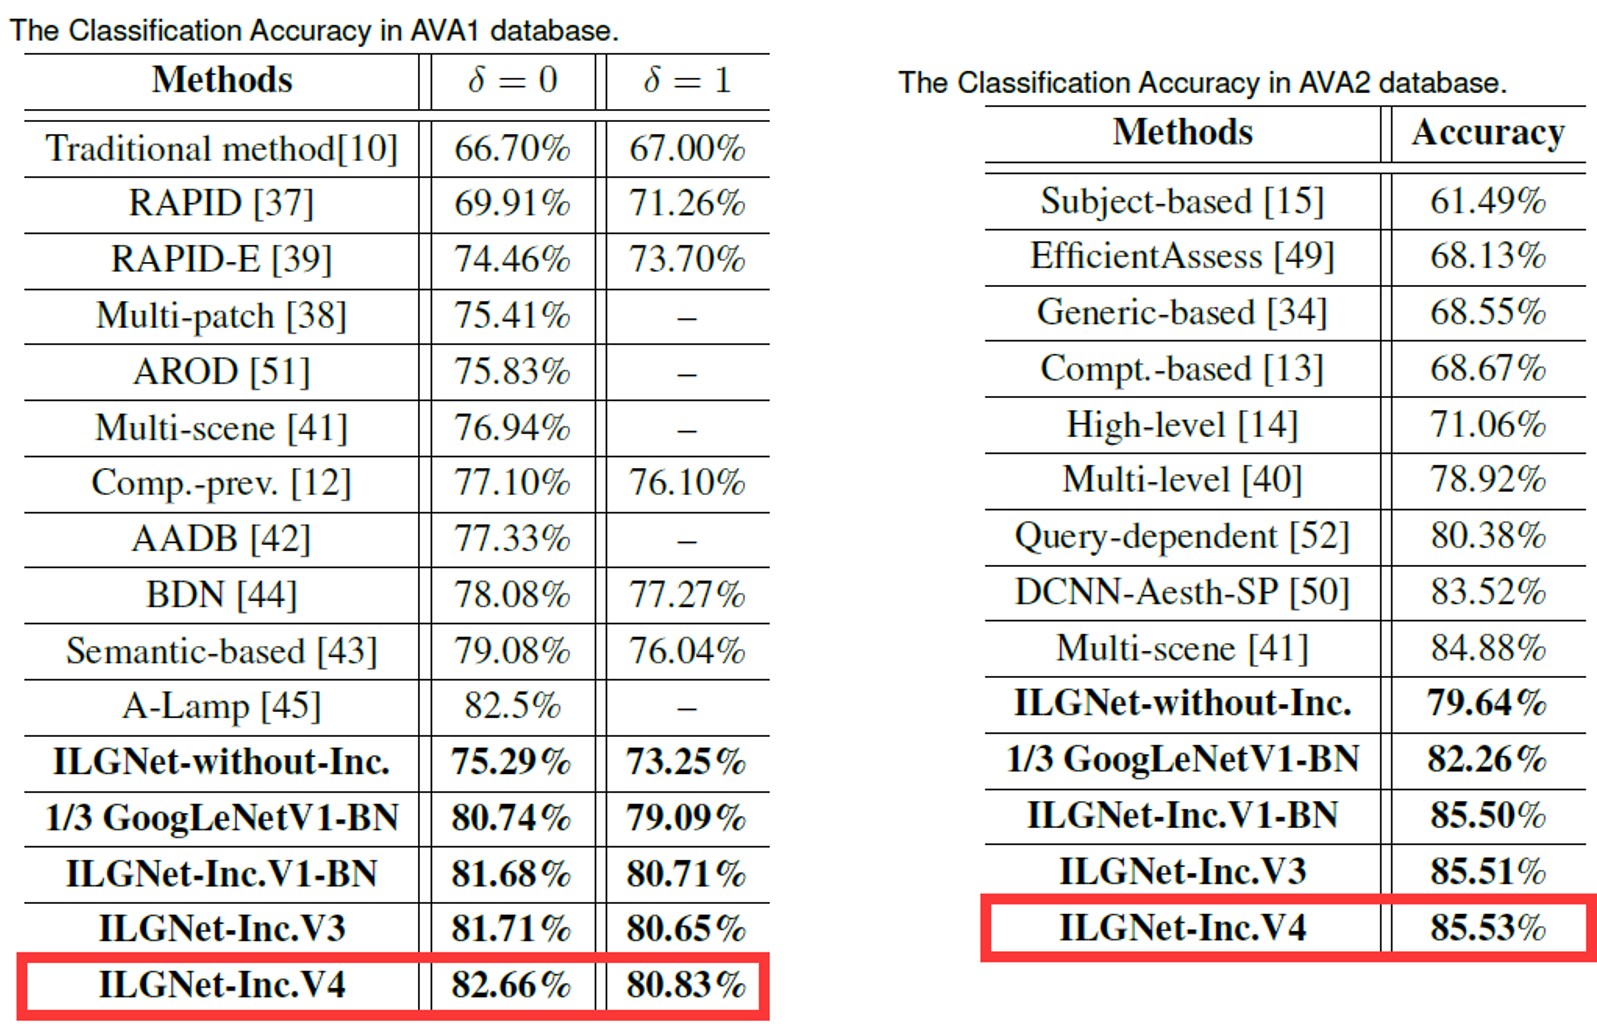 The Classification Accuracy in AVA1 database.
Methods δ = 0 δ = 1
Traditional method[10] 66.70% 67.00%
RAPID [37] 69.91% 71.26%
RAPID-E [39] 74.46% 73.70%
Multi-patch [38] 75.41% –
AROD [51] 75.83% –
Multi-scene [41] 76.94% –
Comp.-prev. [12] 77.10% 76.10%
AADB [42] 77.33% –
BDN [44] 78.08% 77.27%
Semantic-based [43] 79.08% 76.04%
A-Lamp [45] 82.5% –
ILGNet-without-Inc. 75.29% 73.25%
1/3 GoogLeNetV1-BN 80.74% 79.09%
ILGNet-Inc.V1-BN 81.68% 80.71%
ILGNet-Inc.V3 81.71% 80.65%
ILGNet-Inc.V4 82.66% 80.83%
The Classification Accuracy in AVA2 database.
Methods Accuracy
Subject-based [15] 61.49%
EfficientAssess [49] 68.13%
Generic-based [34] 68.55%
Compt.-based [13] 68.67%
High-level [14] 71.06%
Multi-level [40] 78.92%
Query-dependent [52] 80.38%
DCNN-Aesth-SP [50] 83.52%
Multi-scene [41] 84.88%
ILGNet-without-Inc. 79.64%
1/3 GoogLeNetV1-BN 82.26%
ILGNet-Inc.V1-BN 85.50%
ILGNet-Inc.V3 85.51%
ILGNet-Inc.V4 85.53%